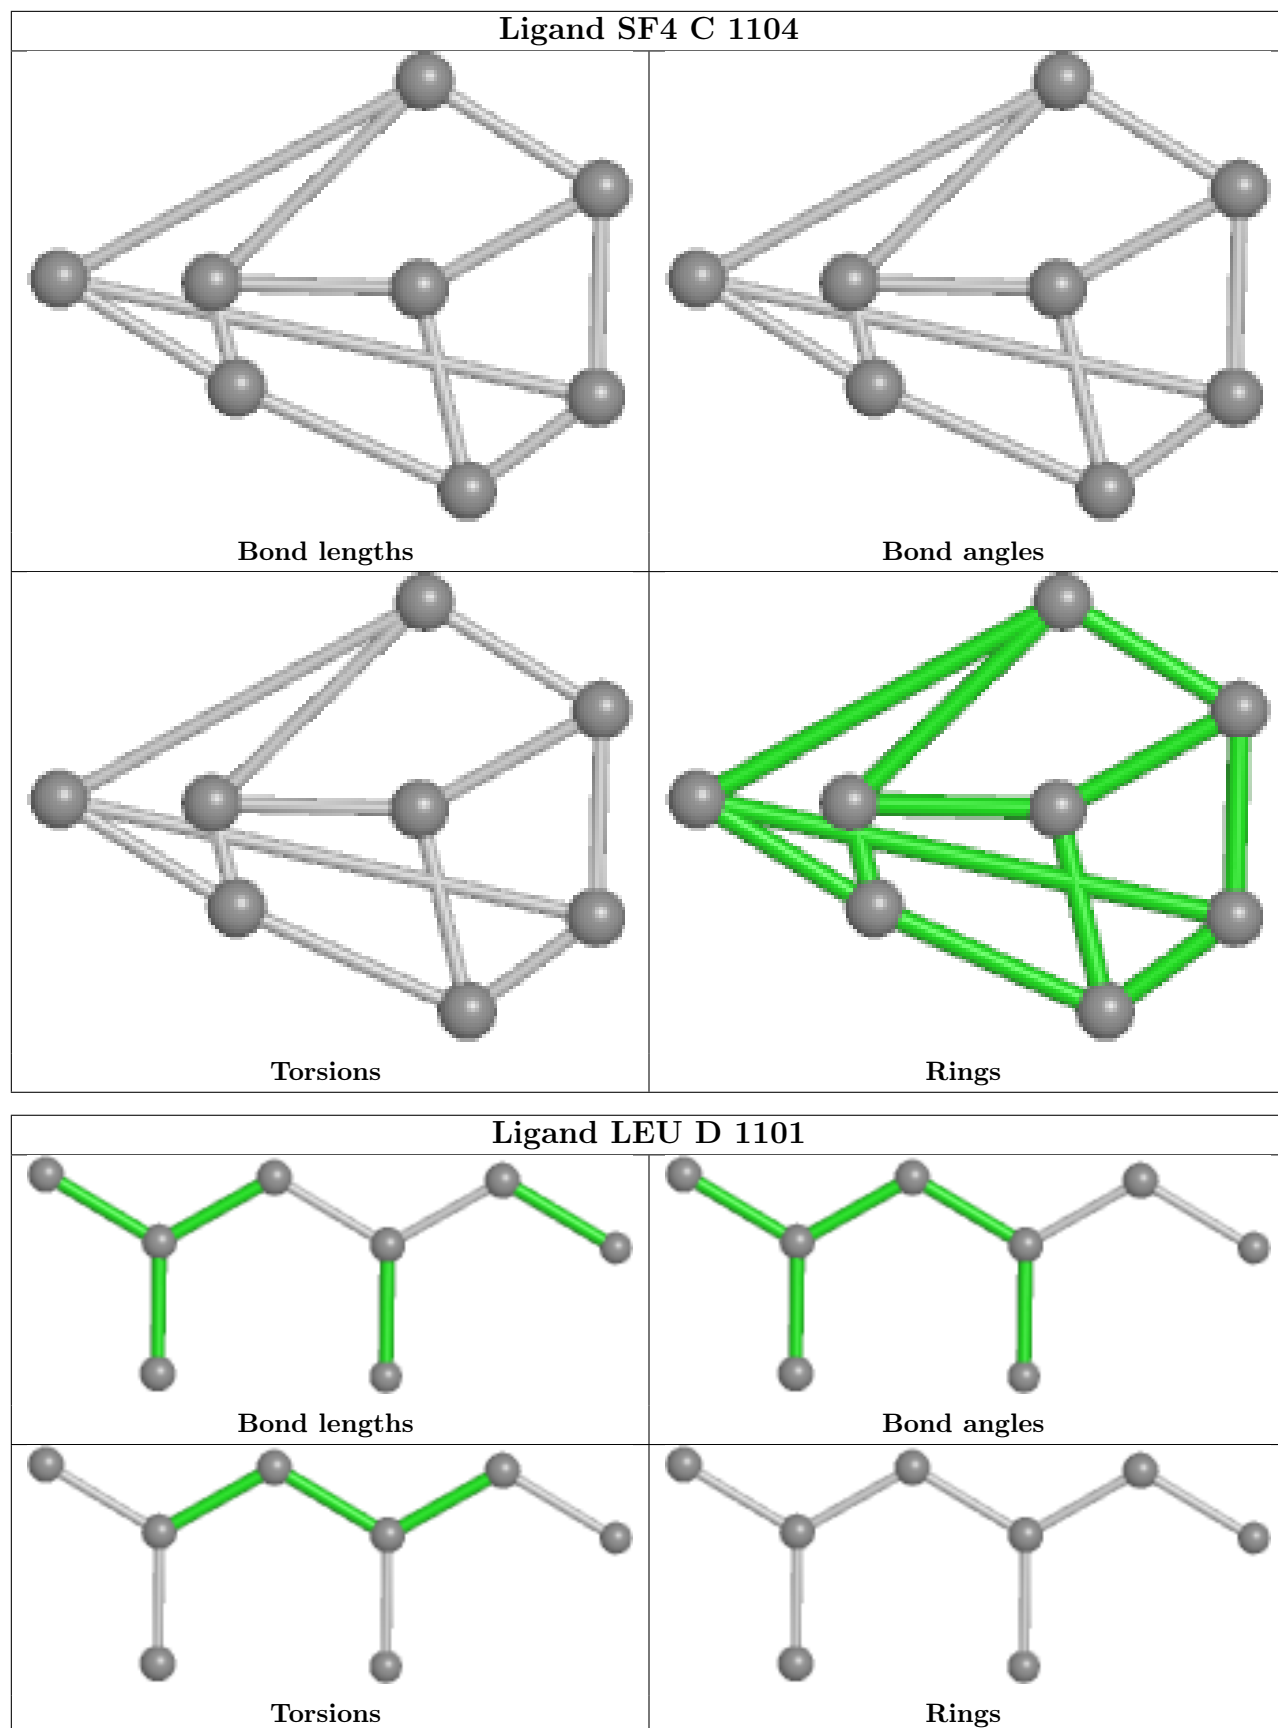 Ligand SF4 C 1104
Bond lengths
Bond angles
Torsions
Rings
Ligand LEU D 1101
Bond lengths
Bond angles
Torsions
Rings